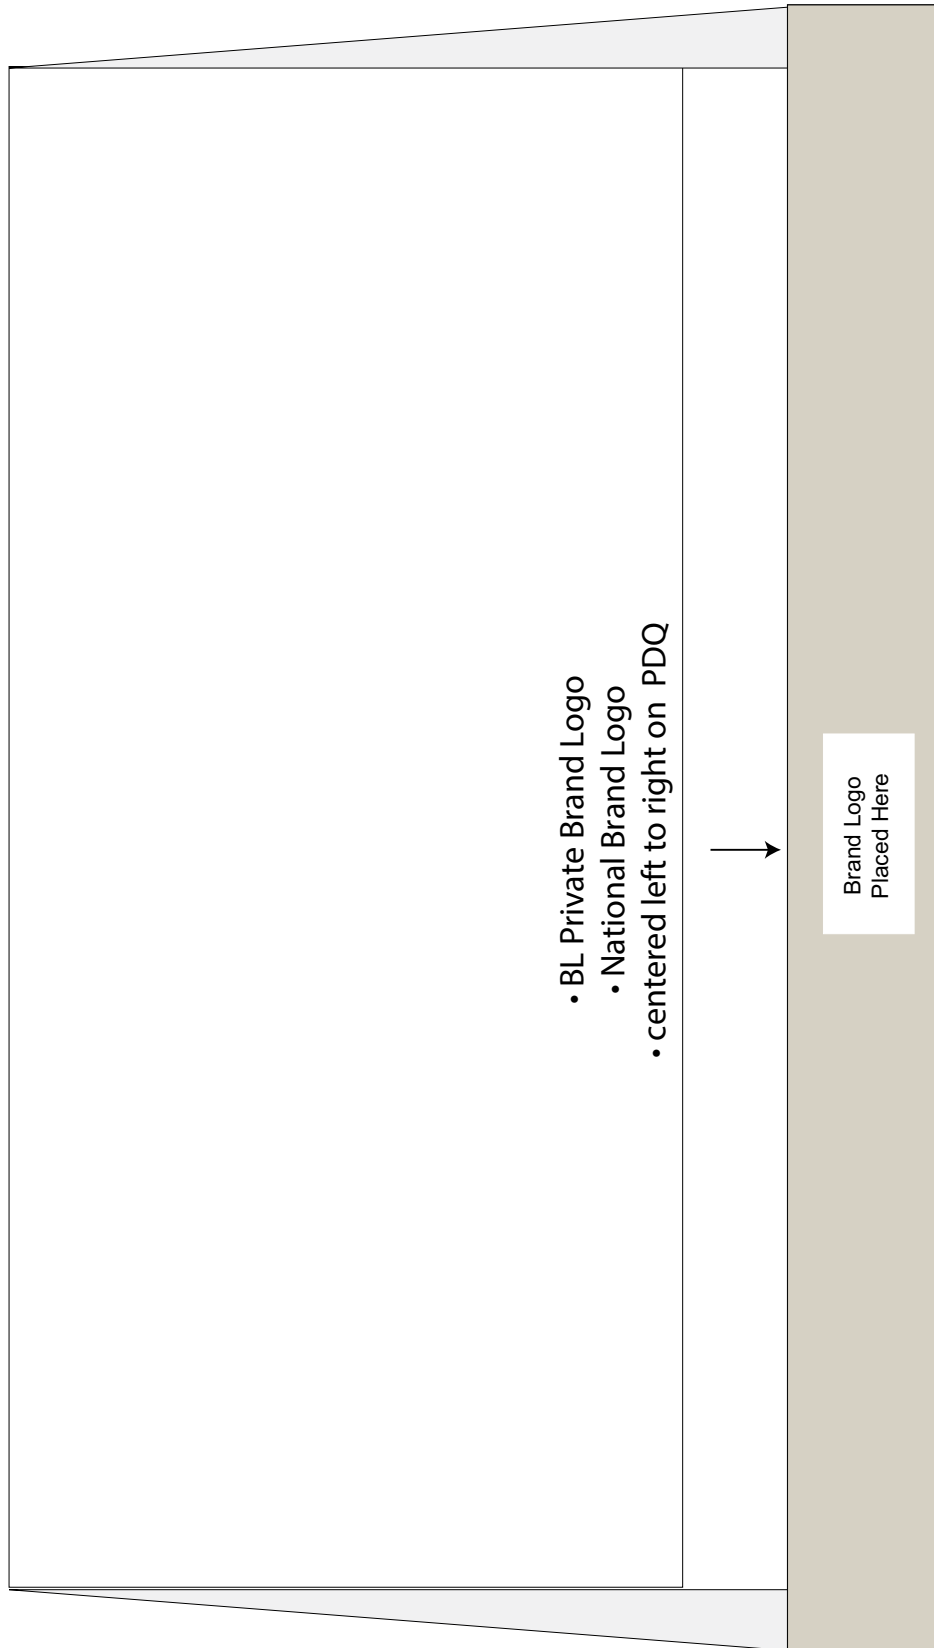 • BL Private Brand Logo
• National Brand Logo
• centered left to right on PDQ
Brand Logo
Placed Here